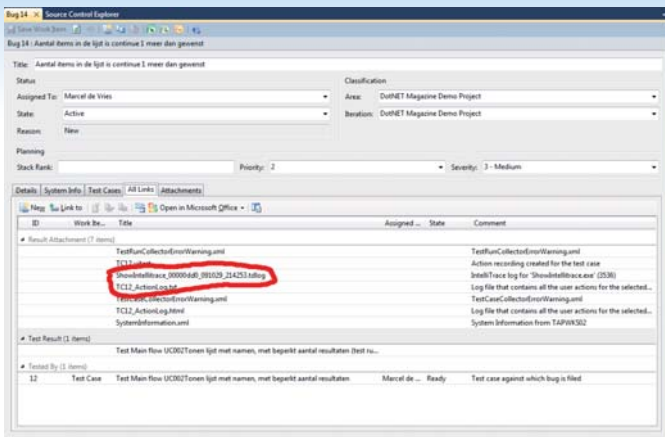 Bug 14 Source Control Explorer
Save Work Item
Bug 14 : Aantal items in de lijst is continue 1 meer dan gewenst
Title: Aantal items in de lijst is continue 1 meer dan gewenst
Status Classification
Assigned To: Marcel de Vries Area: DotNET Magazine Demo Project
State: Active Iteration: DotNET Magazine Demo Project
Reason: New
Planning
Stack Rank: Priority: 2 Severity: 3 - Medium
Details System Info Test Cases All Links Attachments
New Link to Open in Microsoft Office
ID Work Ite... Title Assigned ... State Comment
Result Attachment (7 items)
TestRunCollectorErrorWarning.xml TestRunCollectorErrorWarning.xml
Action recording created for the test case
ShowIntellitrace_00000dd0_091029_214253.tdlog IntelliTrace log for 'ShowIntellitrace.exe' (3536)
TC12_ActionLog.txt Log file that contains all the user actions for the selected...
TestCaseCollectorErrorWarning.xml TestCaseCollectorErrorWarning.xml
TC12_ActionLog.html Log file that contains all the user actions for the selected...
SystemInformation.xml System Information from TAPWKS02
Test Result (1 items)
Test Main flow UC002Tonen lijst met namen, met beperkt aantal resultaten (test ru...
Tested By (1 items)
12 Test Case Test Main flow UC002Tonen lijst met namen, met beperkt aantal resultaten Marcel de ... Ready Test case against which bug is filed